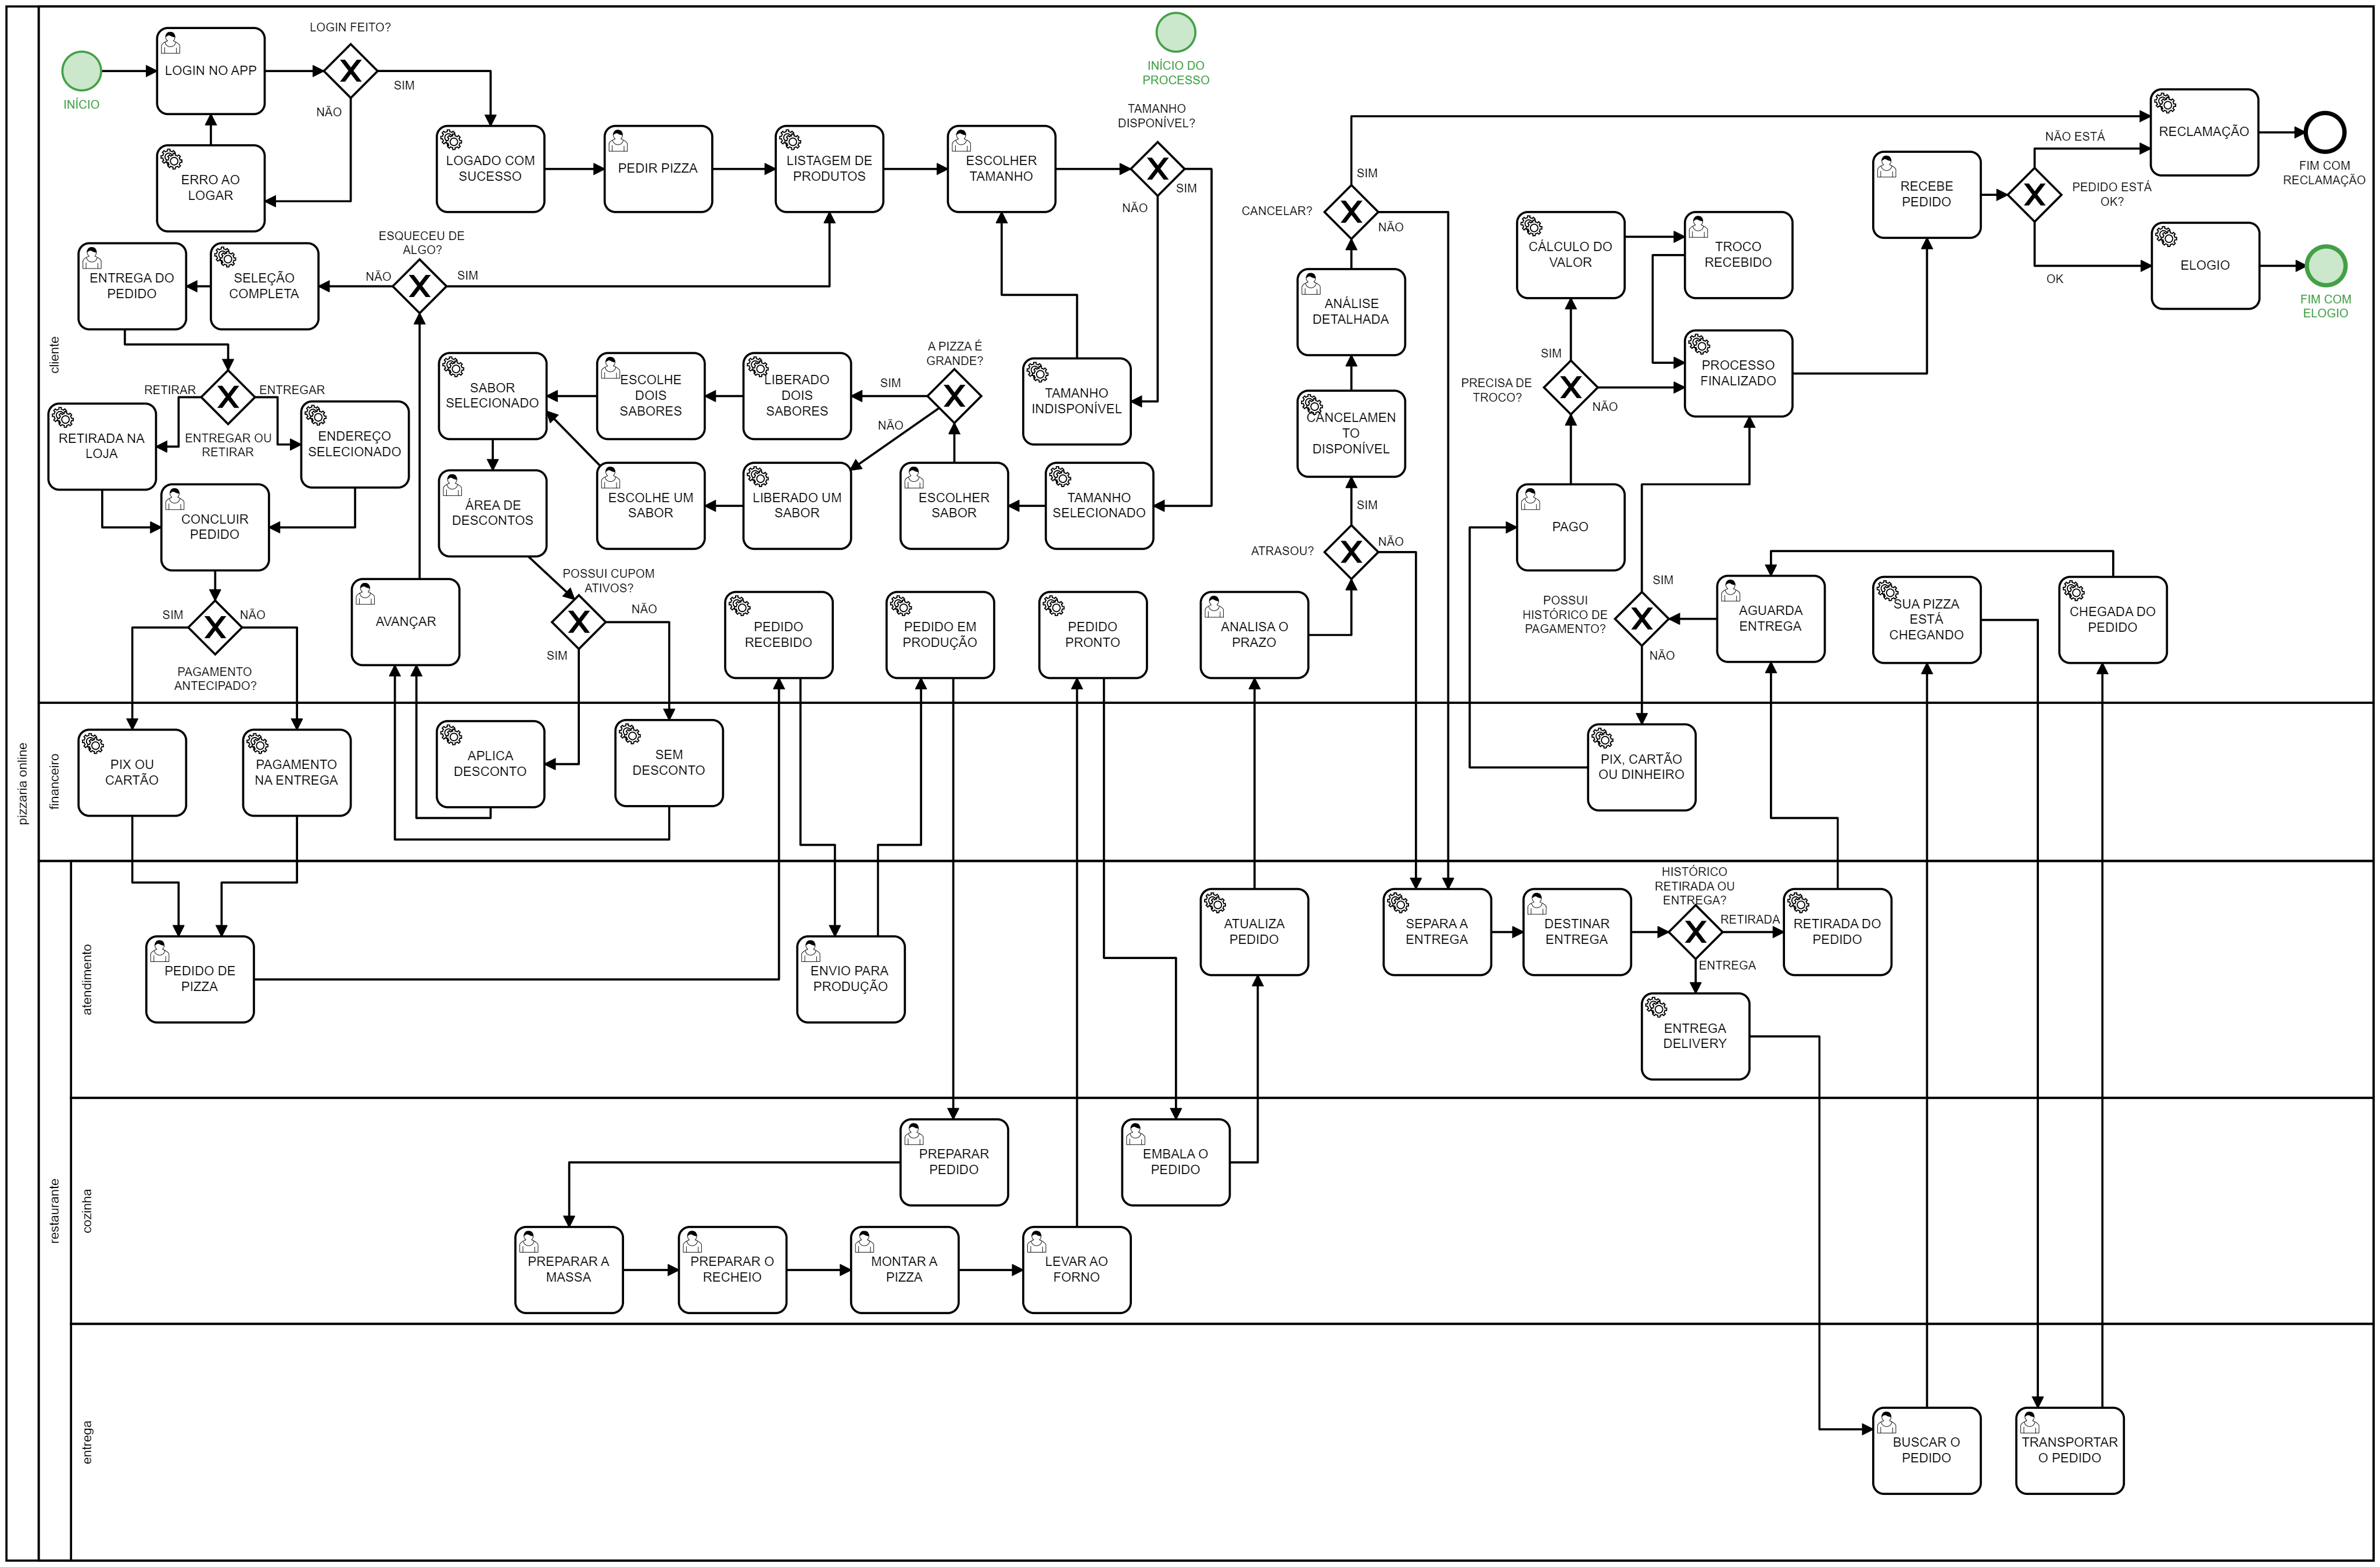 pizzaria online
cliente
financeiro
restaurante
atendimento
cozinha
entrega
INÍCIO
LOGIN NO APP
LOGIN FEITO?
SIM
NÃO
ERRO AO
LOGAR
LOGADO COM
SUCESSO
PEDIR PIZZA
LISTAGEM DE
PRODUTOS
ESCOLHER
TAMANHO
INÍCIO DO
PROCESSO
TAMANHO
DISPONÍVEL?
SIM
NÃO
TAMANHO
INDISPONÍVEL
TAMANHO
SELECIONADO
ESCOLHER
SABOR
A PIZZA É
GRANDE?
SIM
NÃO
LIBERADO
DOIS
SABORES
ESCOLHE
DOIS
SABORES
LIBERADO UM
SABOR
ESCOLHE UM
SABOR
SABOR
SELECIONADO
ÁREA DE
DESCONTOS
POSSUI CUPOM
ATIVOS?
NÃO
SIM
APLICA
DESCONTO
SEM
DESCONTO
AVANÇAR
ESQUECEU DE
ALGO?
NÃO
SIM
SELEÇÃO
COMPLETA
ENTREGA DO
PEDIDO
RETIRAR
ENTREGAR
ENTREGAR OU
RETIRAR
RETIRADA NA
LOJA
ENDEREÇO
SELECIONADO
CONCLUIR
PEDIDO
SIM
NÃO
PAGAMENTO
ANTECIPADO?
PIX OU
CARTÃO
PAGAMENTO
NA ENTREGA
PEDIDO DE
PIZZA
PEDIDO
RECEBIDO
ENVIO PARA
PRODUÇÃO
PEDIDO EM
PRODUÇÃO
PREPARAR
PEDIDO
PREPARAR A
MASSA
PREPARAR O
RECHEIO
MONTAR A
PIZZA
LEVAR AO
FORNO
PEDIDO
PRONTO
EMBALA O
PEDIDO
ATUALIZA
PEDIDO
ANALISA O
PRAZO
ATRASOU?
SIM
NÃO
CANCELAMEN
TO
DISPONÍVEL
ANÁLISE
DETALHADA
CANCELAR?
SIM
NÃO
SEPARA A
ENTREGA
DESTINAR
ENTREGA
HISTÓRICO
RETIRADA OU
ENTREGA?
RETIRADA
ENTREGA
RETIRADA DO
PEDIDO
ENTREGA
DELIVERY
BUSCAR O
PEDIDO
SUA PIZZA
ESTÁ
CHEGANDO
TRANSPORTAR
O PEDIDO
CHEGADA DO
PEDIDO
AGUARDA
ENTREGA
POSSUI
HISTÓRICO DE
PAGAMENTO?
SIM
NÃO
PIX, CARTÃO
OU DINHEIRO
PAGO
PRECISA DE
TROCO?
SIM
NÃO
CÁLCULO DO
VALOR
TROCO
RECEBIDO
PROCESSO
FINALIZADO
RECEBE
PEDIDO
PEDIDO ESTÁ
OK?
NÃO ESTÁ
OK
RECLAMAÇÃO
FIM COM
RECLAMAÇÃO
ELOGIO
FIM COM
ELOGIO